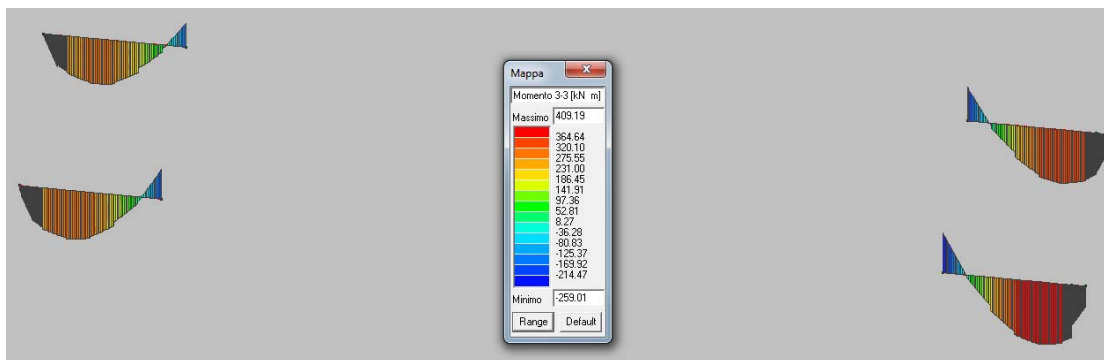 Mappa
Momento 3-3 [kN m]
Massimo 409.19
364.64
320.10
275.55
231.00
186.45
141.91
97.36
52.81
8.27
-36.28
-80.83
-125.37
-169.92
-214.47
Minimo -259.01
Range Default